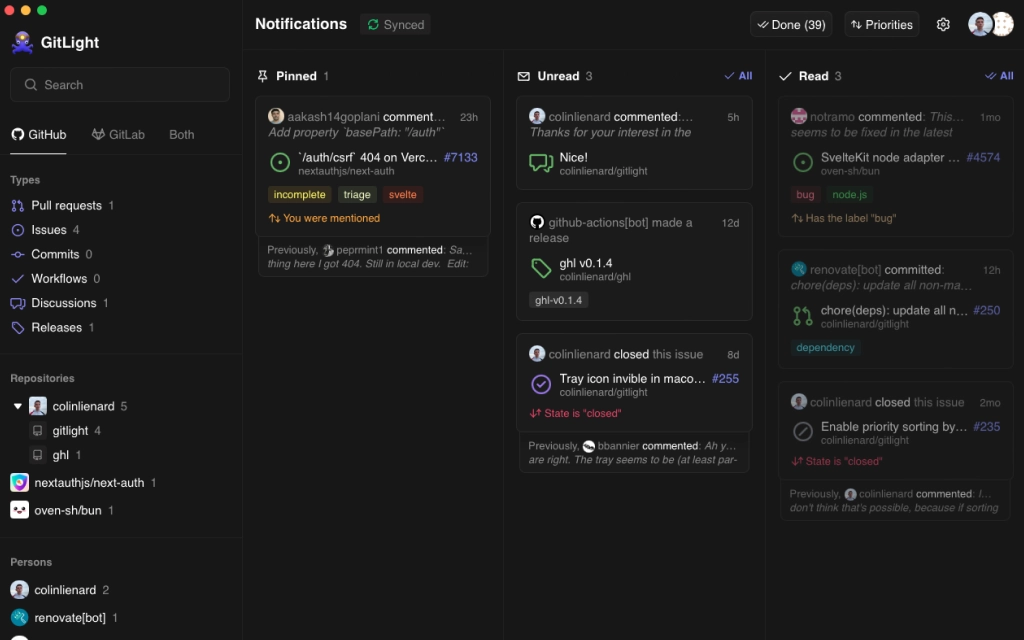 GitLight
Search
GitHub
GitLab
Both
Types
Pull requests 1
Issues 4
Commits 0
Workflows 0
Discussions 1
Releases 1
Repositories
colinlienard 5
gitlight 4
ghl 1
nextauthjs/next-auth 1
oven-sh/bun 1
Persons
colinlienard 2
renovate[bot] 1
Notifications
Synced
Done (39)
Priorities
Pinned 1
aakash14goplani comment… 23h
Add property `basePath: "/auth"`
`/auth/csrf` 404 on Verc… #7133
nextauthjs/next-auth
incomplete triage svelte
You were mentioned
Previously, peprmint1 commented: Sa…
thing here I got 404. Still in local dev. Edit:
Unread 3
All
colinlienard commented:… 5h
Thanks for your interest in the
Nice!
colinlienard/gitlight
github-actions[bot] made a 12d
release
ghl v0.1.4
colinlienard/ghl
ghl-v0.1.4
colinlienard closed this issue 8d
Tray icon invible in maco… #255
colinlienard/gitlight
State is "closed"
Previously, bbannier commented: Ah y…
are right. The tray seems to be (at least par-
Read 3
All
notramo commented: This… 1mo
seems to be fixed in the latest
SvelteKit node adapter … #4574
oven-sh/bun
bug node.js
Has the label "bug"
renovate[bot] committed: 12h
chore(deps): update all non-ma…
chore(deps): update all n… #250
colinlienard/gitlight
dependency
colinlienard closed this issue 2mo
Enable priority sorting by… #235
colinlienard/gitlight
State is "closed"
Previously, colinlienard commented: I…
don't think that's possible, because if sorting